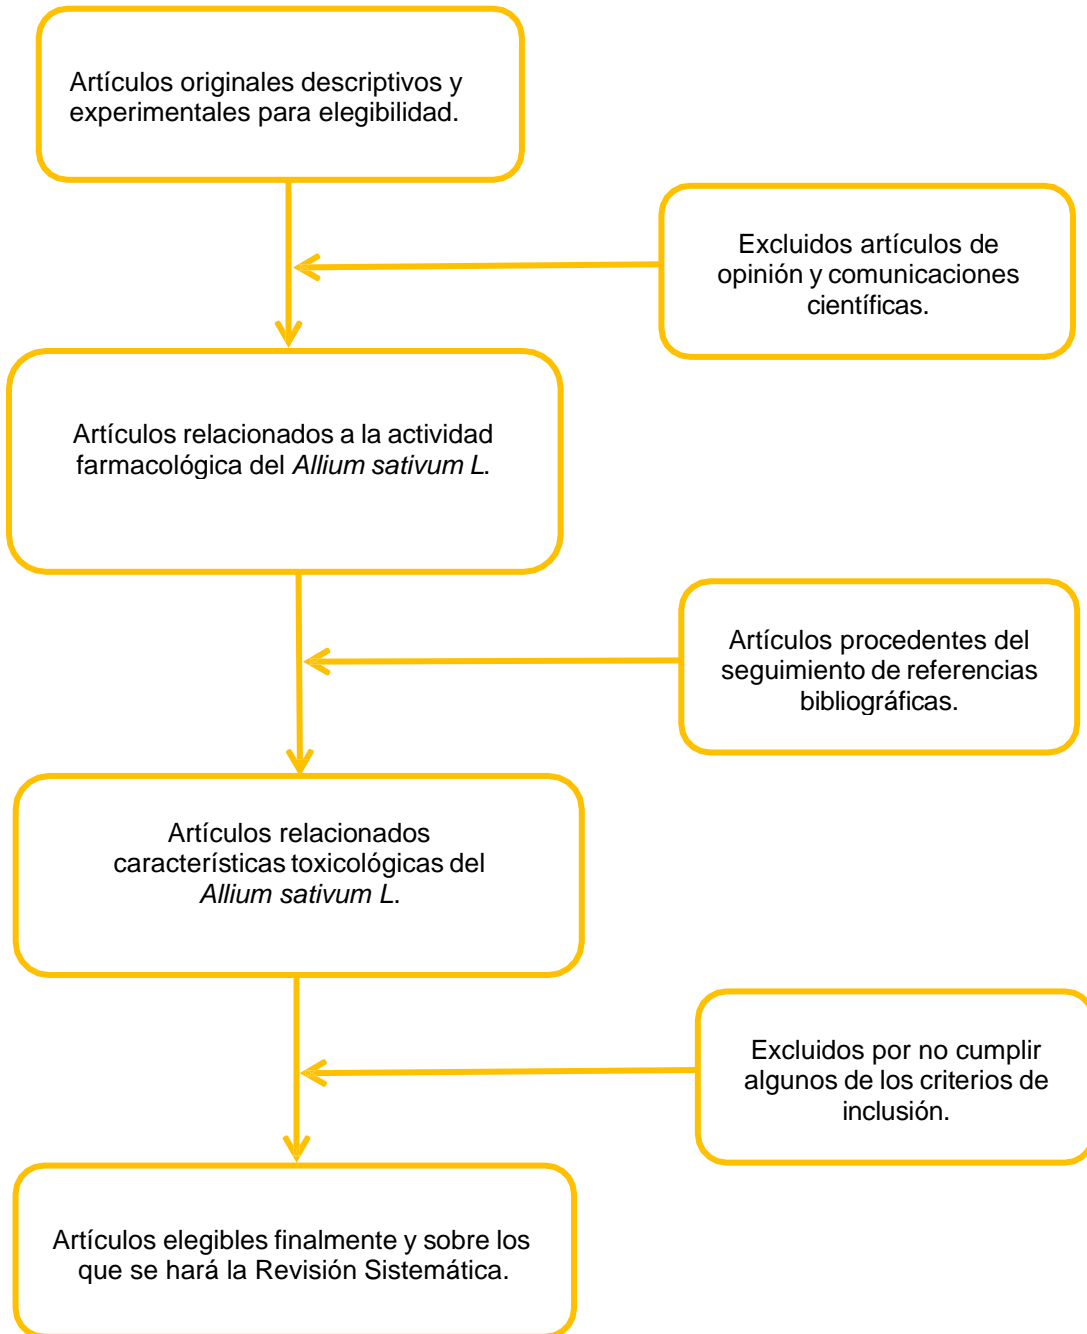 Artículos originales descriptivos y
experimentales para elegibilidad.
Excluidos artículos de
opinión y comunicaciones
científicas.
Artículos relacionados a la actividad
farmacológica del Allium sativum L.
Artículos procedentes del
seguimiento de referencias
bibliográficas.
Artículos relacionados
características toxicológicas del
Allium sativum L.
Excluidos por no cumplir
algunos de los criterios de
inclusión.
Artículos elegibles finalmente y sobre los
que se hará la Revisión Sistemática.